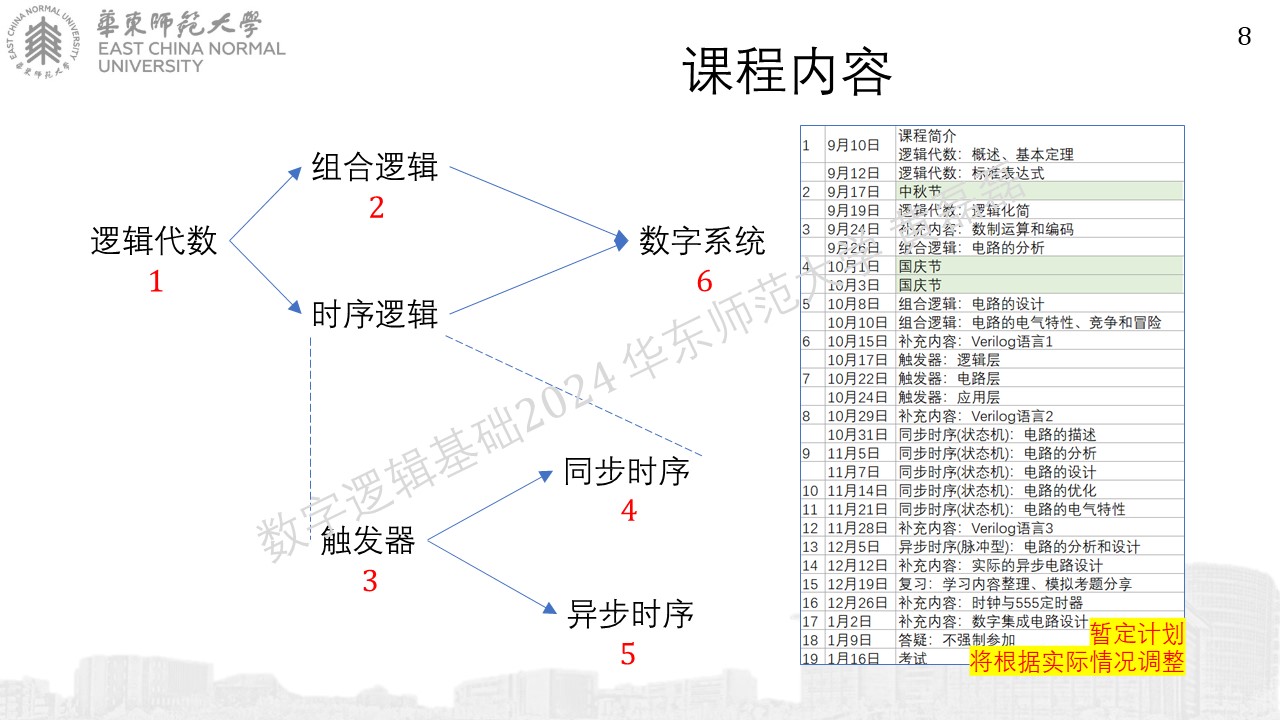 華東師範大學
EAST CHINA NORMAL
UNIVERSITY
EAST CHINA NORMAL UNIVERSITY
華東师范大学
8
课程内容
组合逻辑
2
逻辑代数
1
数字系统
6
时序逻辑
同步时序
4
触发器
3
异步时序
5
1 9月10日 课程简介
逻辑代数：概述、基本定理
9月12日 逻辑代数：标准表达式
2 9月17日 中秋节
9月19日 逻辑代数：逻辑化简
3 9月24日 补充内容：数制运算和编码
9月26日 组合逻辑：电路的分析
4 10月1日 国庆节
10月3日 国庆节
5 10月8日 组合逻辑：电路的设计
10月10日 组合逻辑：电路的电气特性、竞争和冒险
6 10月15日 补充内容：Verilog语言1
10月17日 触发器：逻辑层
7 10月22日 触发器：电路层
10月24日 触发器：应用层
8 10月29日 补充内容：Verilog语言2
10月31日 同步时序(状态机)：电路的描述
9 11月5日 同步时序(状态机)：电路的分析
11月7日 同步时序(状态机)：电路的设计
10 11月14日 同步时序(状态机)：电路的优化
11 11月21日 同步时序(状态机)：电路的电气特性
12 11月28日 补充内容：Verilog语言3
13 12月5日 异步时序(脉冲型)：电路的分析和设计
14 12月12日 补充内容：实际的异步电路设计
15 12月19日 复习：学习内容整理、模拟考题分享
16 12月26日 补充内容：时钟与555定时器
17 1月2日 补充内容：数字集成电路设计
18 1月9日 答疑：不强制参加
19 1月16日 考试
暂定计划
将根据实际情况调整
数字逻辑基础2024 华东师范大学